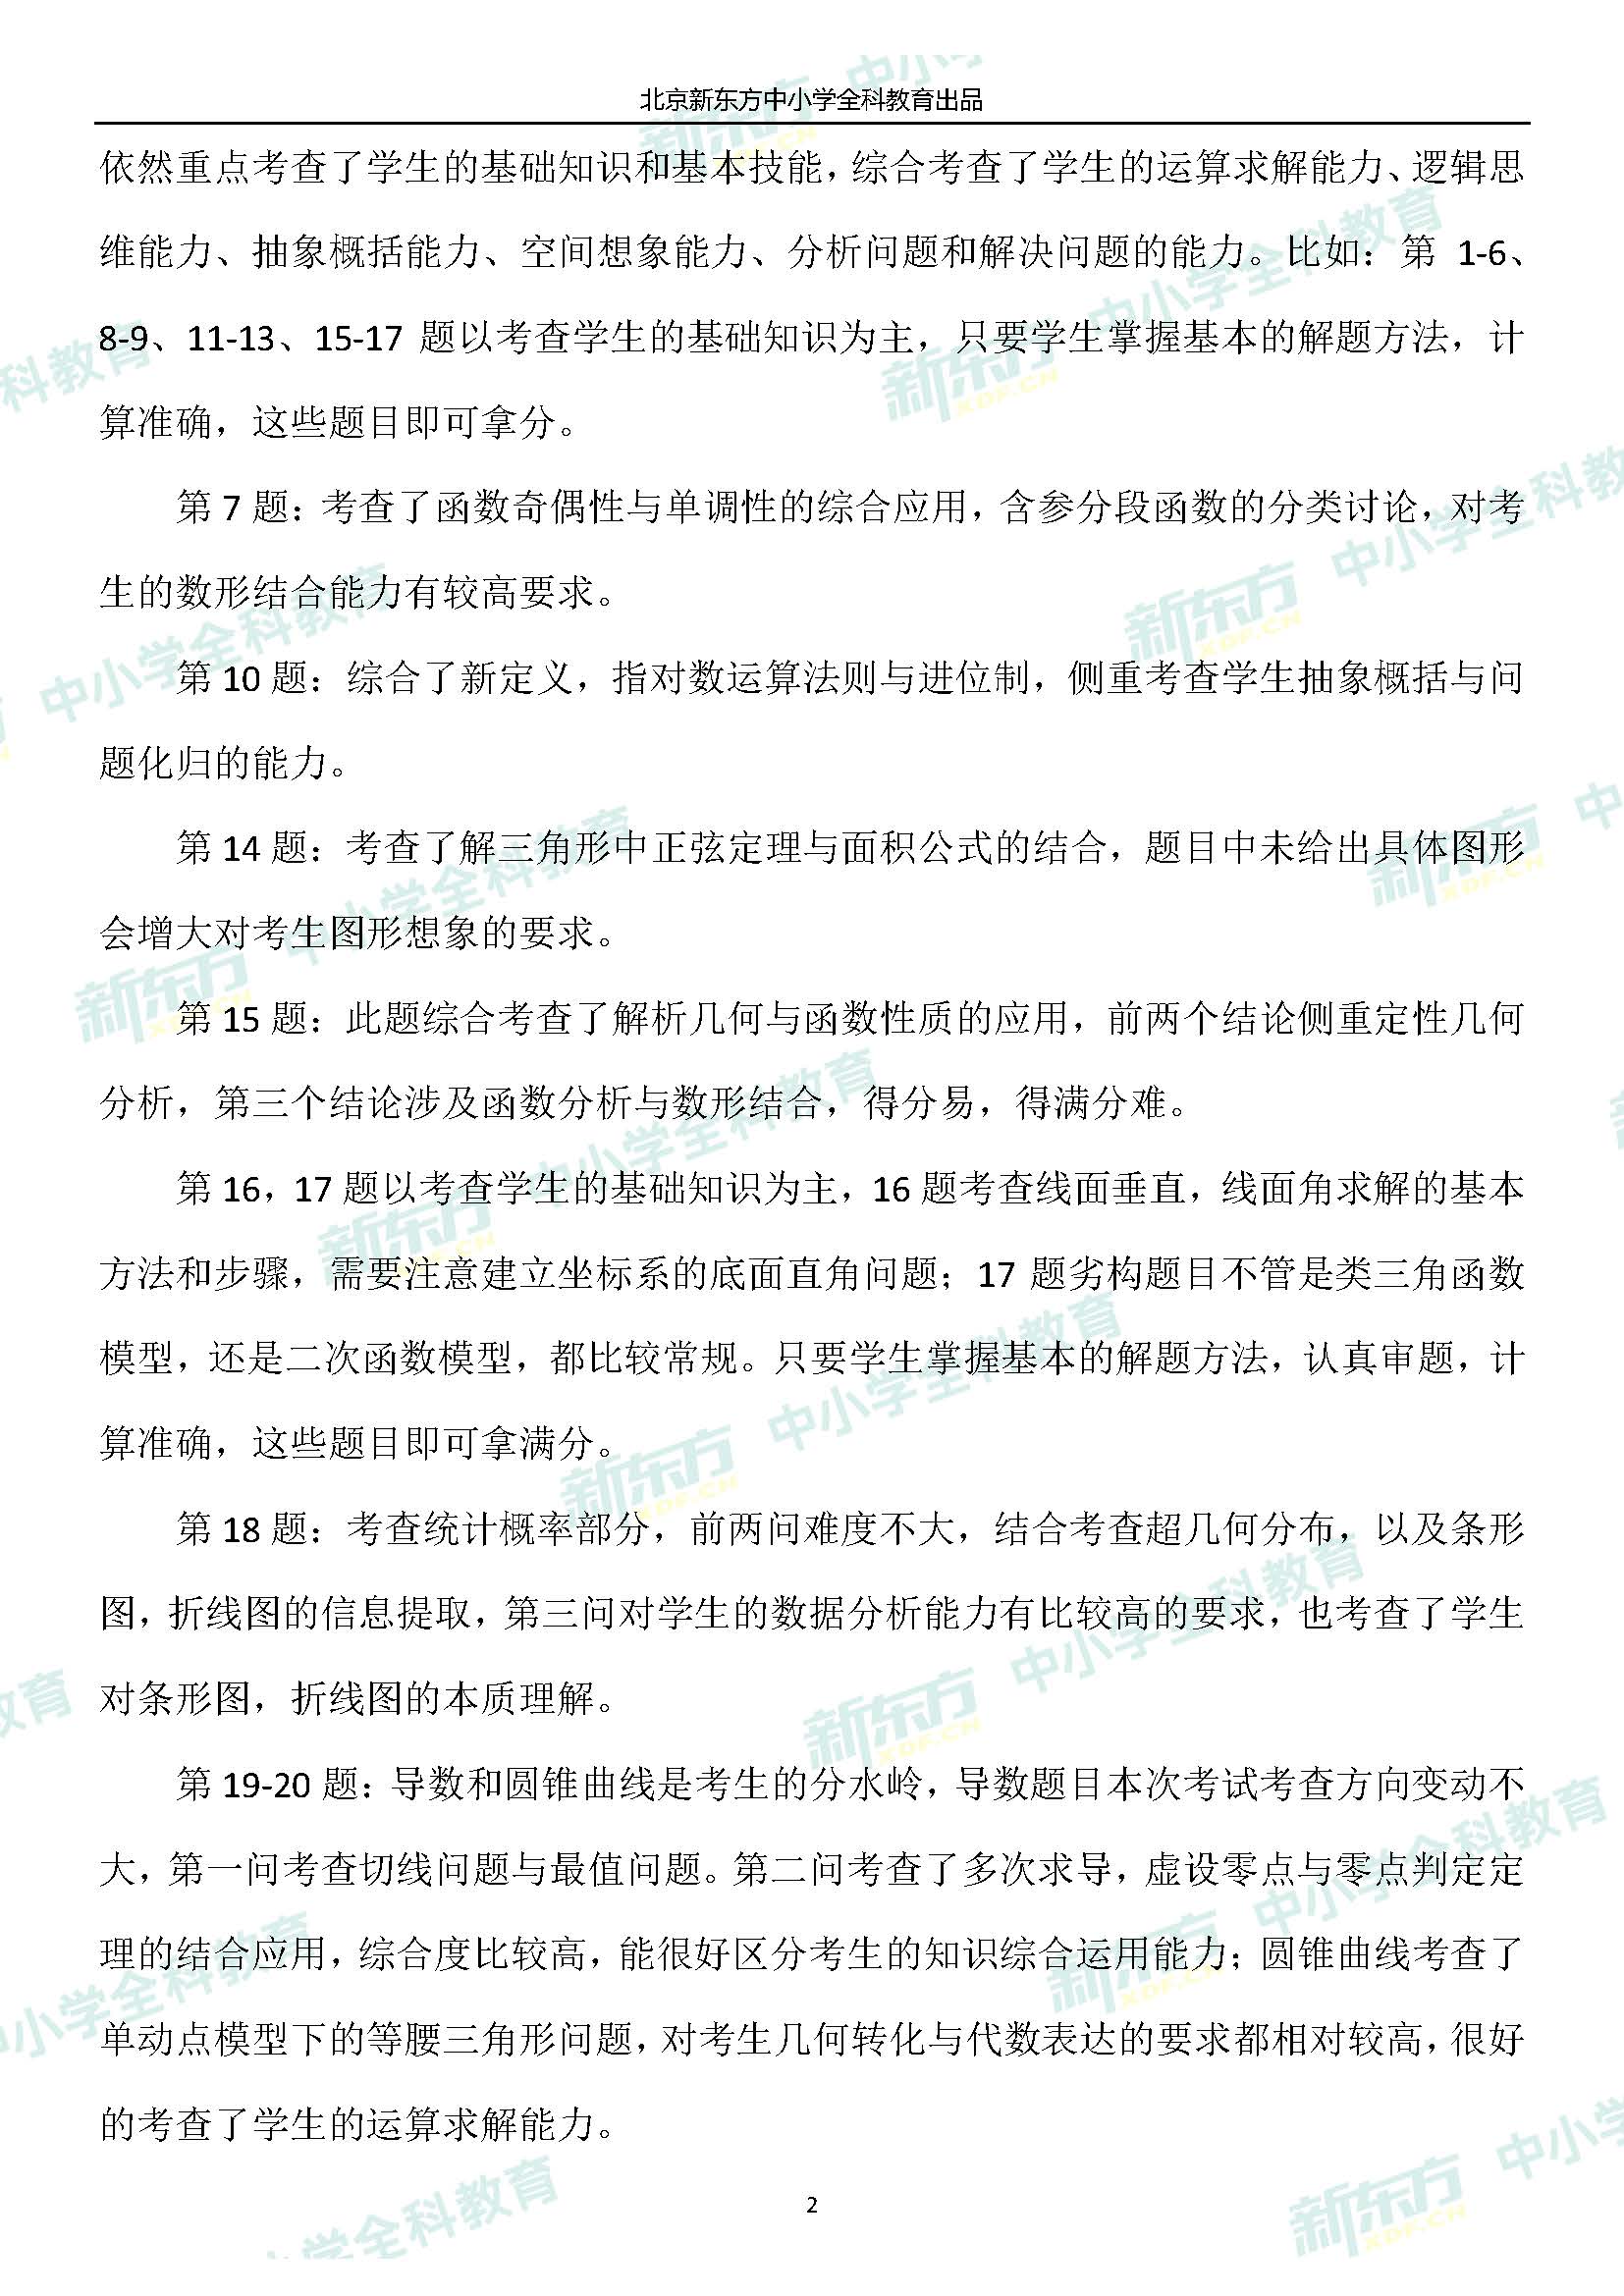 北京新东方中小学全科教育出品
依然重点考查了学生的基础知识和基本技能，综合考查了学生的运算求解能力、逻辑思
维能力、抽象概括能力、空间想象能力、分析问题和解决问题的能力。比如：第 1-6、
8-9、11-13、15-17 题以考查学生的基础知识为主，只要学生掌握基本的解题方法，计
算准确，这些题目即可拿分。
第 7 题：考查了函数奇偶性与单调性的综合应用，含参分段函数的分类讨论，对考
生的数形结合能力有较高要求。
第 10 题：综合了新定义，指对数运算法则与进位制，侧重考查学生抽象概括与问
题化归的能力。
第 14 题：考查了解三角形中正弦定理与面积公式的结合，题目中未给出具体图形
会增大对考生图形想象的要求。
第 15 题：此题综合考查了解析几何与函数性质的应用，前两个结论侧重定性几何
分析，第三个结论涉及函数分析与数形结合，得分易，得满分难。
第 16，17 题以考查学生的基础知识为主，16 题考查线面垂直，线面角求解的基本
方法和步骤，需要注意建立坐标系的底面直角问题；17 题劣构题目不管是类三角函数
模型，还是二次函数模型，都比较常规。只要学生掌握基本的解题方法，认真审题，计
算准确，这些题目即可拿满分。
第 18 题：考查统计概率部分，前两问难度不大，结合考查超几何分布，以及条形
图，折线图的信息提取，第三问对学生的数据分析能力有比较高的要求，也考查了学生
对条形图，折线图的本质理解。
第 19-20 题：导数和圆锥曲线是考生的分水岭，导数题目本次考试考查方向变动不
大，第一问考查切线问题与最值问题。第二问考查了多次求导，虚设零点与零点判定定
理的结合应用，综合度比较高，能很好区分考生的知识综合运用能力；圆锥曲线考查了
单动点模型下的等腰三角形问题，对考生几何转化与代数表达的要求都相对较高，很好
的考查了学生的运算求解能力。
2
新东方 XDF.CN 中小学全科教育